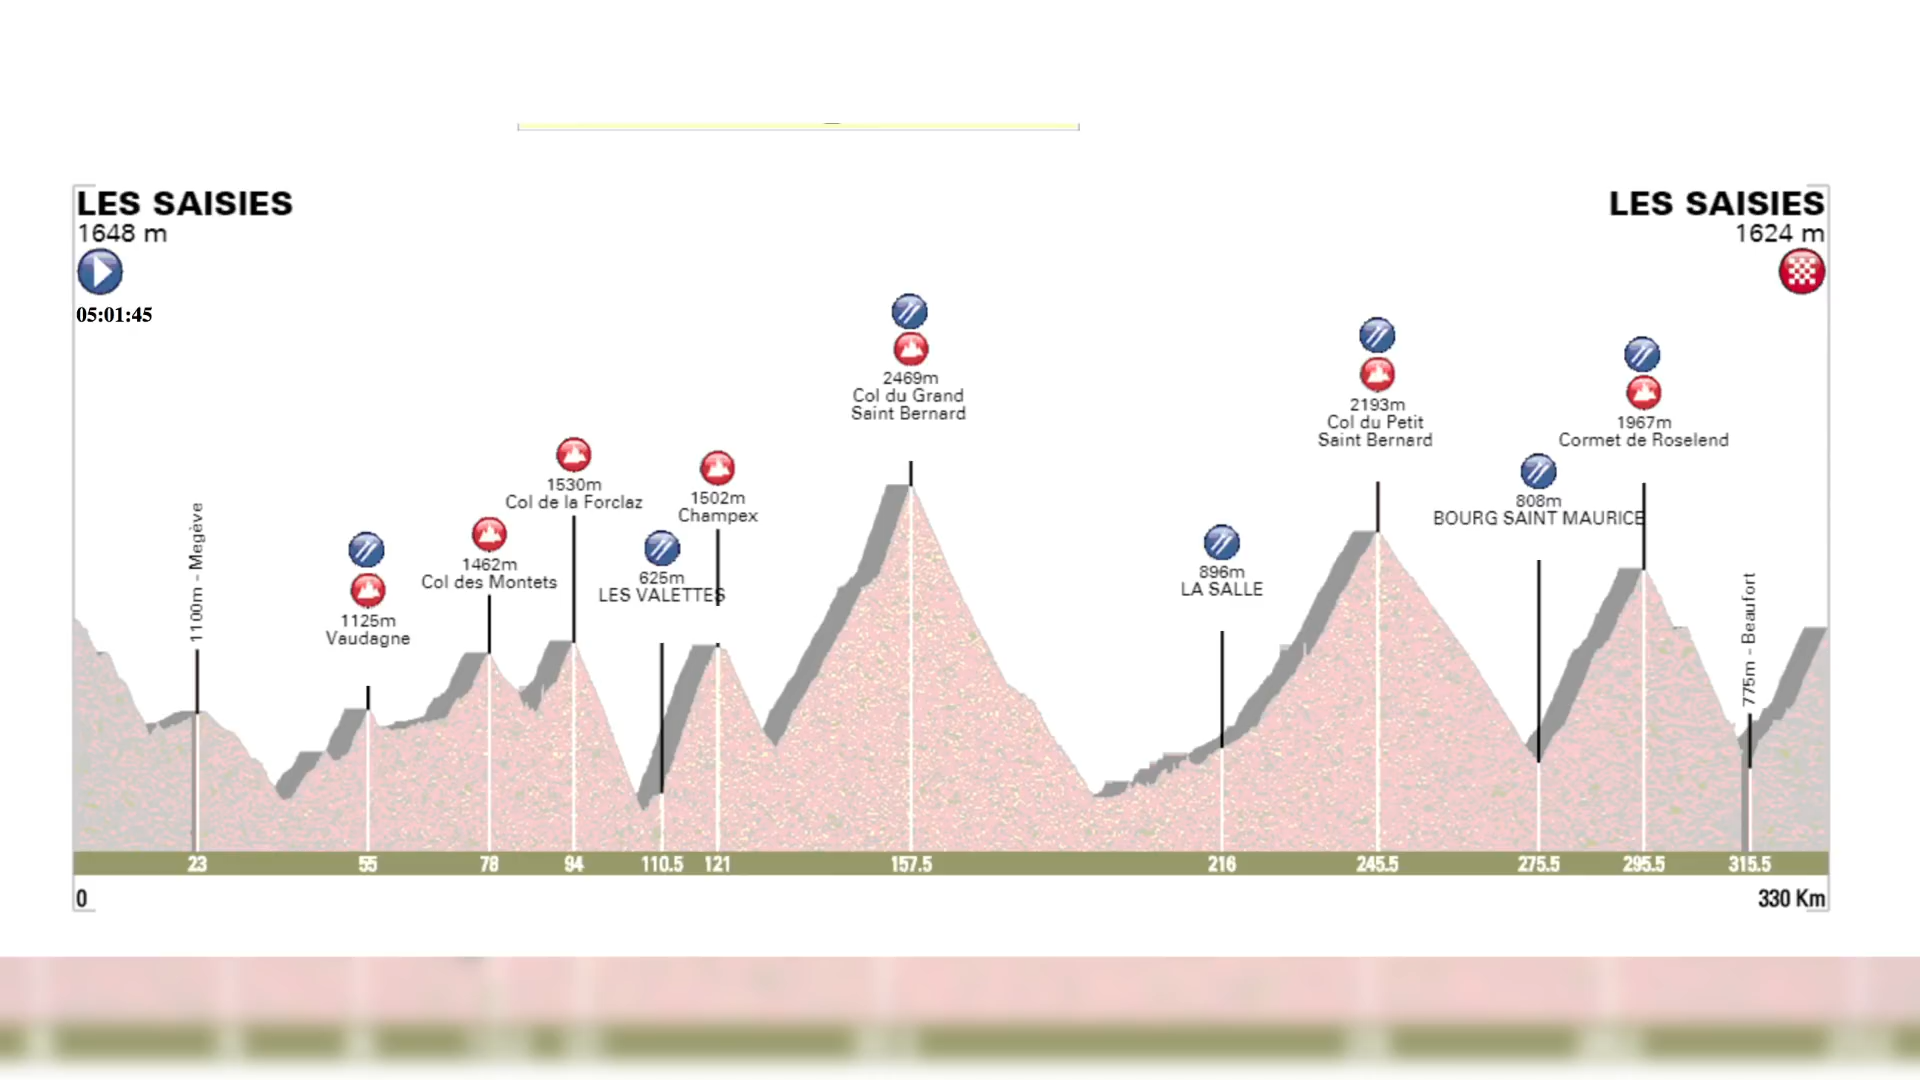 LES SAISIES
1648 m
05:01:45
LES SAISIES
1624 m
1100m - Megève
1125m
Vaudagne
1462m
Col des Montets
1530m
Col de la Forclaz
625m
LES VALETTES
1502m
Champex
2469m
Col du Grand
Saint Bernard
896m
LA SALLE
2193m
Col du Petit
Saint Bernard
808m
BOURG SAINT MAURICE
1967m
Cormet de Roselend
775m - Beaufort
23
55
78
94
110.5
121
157.5
216
245.5
275.5
295.5
315.5
0
330 Km